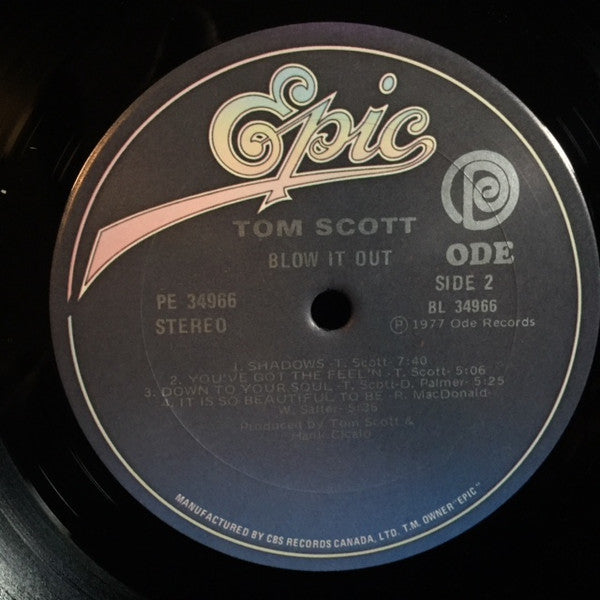 Epic
TOM SCOTT
BLOW IT OUT
ODE
SIDE 2
PE 34966
BL 34966
STEREO
℗ 1977 Ode Records
1. SHADOWS -T. Scott- 7:40
2. YOU'VE GOT THE FEEL'N - T. Scott- 5:06
3. DOWN TO YOUR SOUL - T. Scott-D. Palmer- 5:25
4. IT IS SO BEAUTIFUL TO BE -R. MacDonald-
W. Salter-
Produced by Tom Scott &
Hank Cicalo
MANUFACTURED BY CBS RECORDS CANADA, LTD. T.M. OWNER "EPIC"